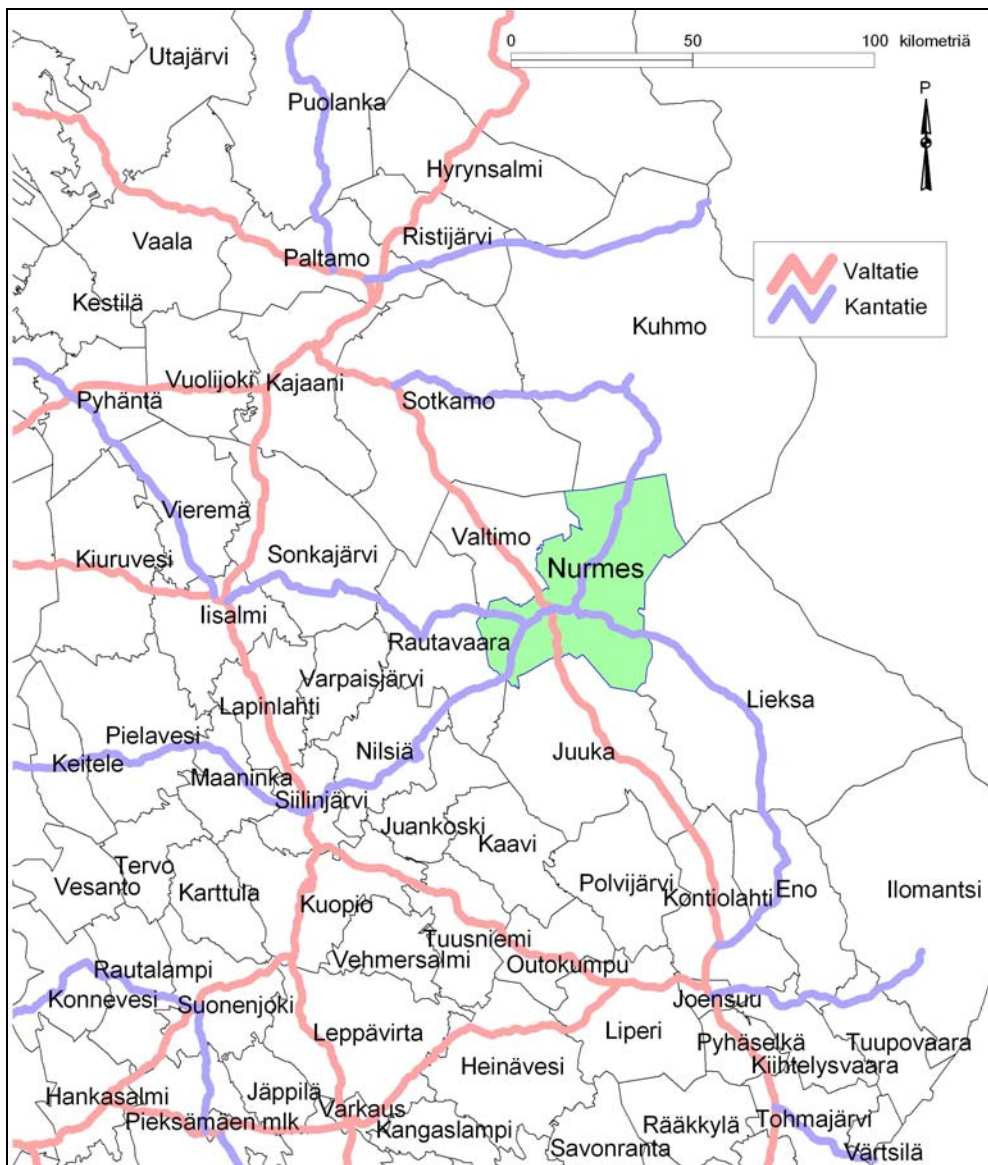 0 50 100 kilometriä
P
Utajärvi
Puolanka
Hyrynsalmi
Vaala
Ristijärvi
Paltamo
Valtatie
Kantatie
Kestilä
Kuhmo
Vuolijoki
Kajaani
Pyhäntä
Sotkamo
Vieremä
Valtimo
Kiuruvesi
Sonkajärvi
Nurmes
Iisalmi
Rautavaara
Varpaisjärvi
Lapinlahti
Lieksa
Pielavesi
Nilsiä
Juuka
Keitele
Maaninka
Siilinjärvi
Juankoski
Kaavi
Tervo
Vesanto
Karttula
Polvijärvi
Kontiolahti
Eno
Ilomantsi
Kuopio
Tuusniemi
Vehmersalmi
Rautalampi
Outokumpu
Konnevesi
Suonenjoki
Joensuu
Leppävirta
Liperi
Pyhäselkä
Tuupovaara
Heinävesi
Kiihtelysvaara
Hankasalmi
Jäppilä
Varkaus
Pieksämäen mlk
Kangaslampi
Rääkkylä
Tohmajärvi
Savonranta
Värtsilä